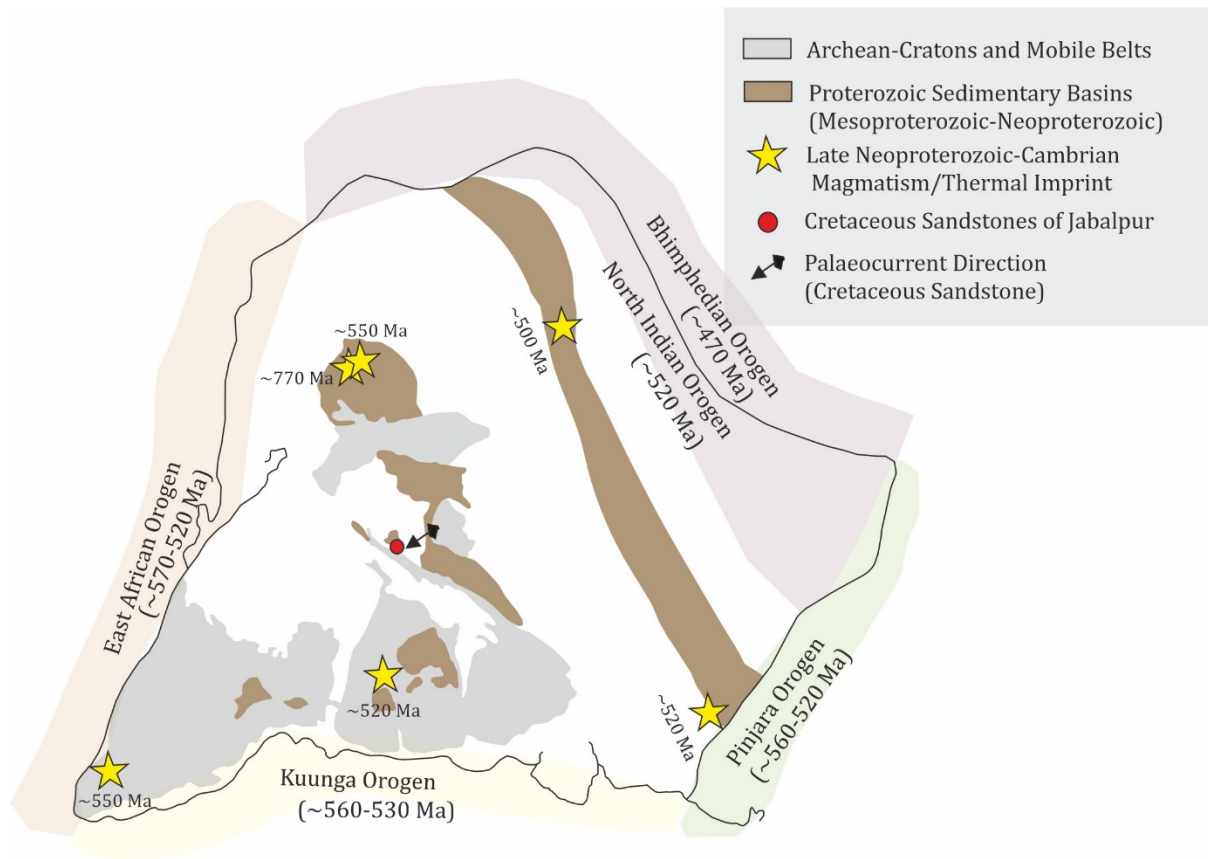 Archean-Cratons and Mobile Belts
Proterozoic Sedimentary Basins
(Mesoproterozoic-Neoproterozoic)
Late Neoproterozoic-Cambrian
Magmatism/Thermal Imprint
Cretaceous Sandstones of Jabalpur
Palaeocurrent Direction
(Cretaceous Sandstone)
Bhimphedian Orogen
(~470 Ma)
North Indian Orogen
(~520 Ma)
~550 Ma
~770 Ma
~500 Ma
East African Orogen
(~570-520 Ma)
~520 Ma
~520 Ma
Pinjara Orogen
(~560-520 Ma)
~550 Ma
Kuunga Orogen
(~560-530 Ma)